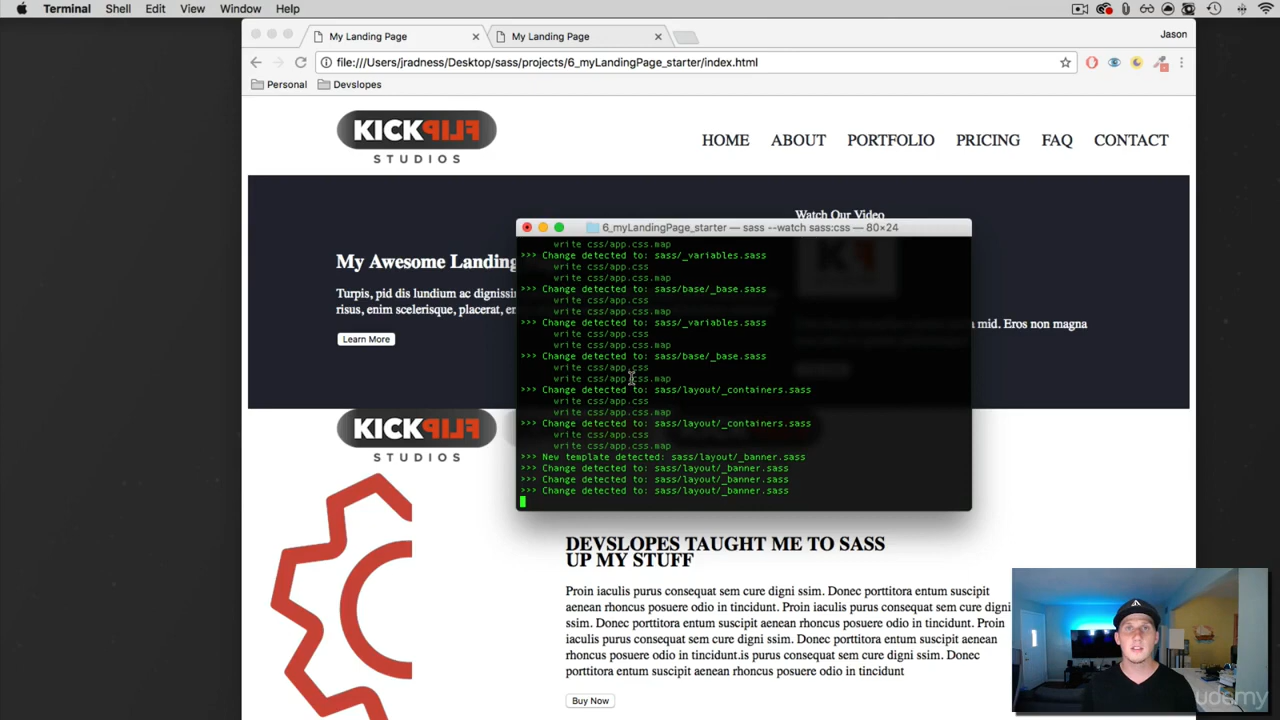 Terminal Shell Edit View Window Help
My Landing Page
My Landing Page
Jason
file:///Users/jradness/Desktop/sass/projects/6_myLandingPage_starter/index.html
Personal
Devslopes
KICKFLIP
STUDIOS
HOME ABOUT PORTFOLIO PRICING FAQ CONTACT
Watch Our Video
6_myLandingPage_starter — sass --watch sass:css — 80×24
My Awesome Landing
Turpis, pid dis lundium ac dignissim
risus, enim scelerisque, placerat, en
Learn More
mid. Eros non magna
write css/app.css.map
>>> Change detected to: sass/_variables.sass
write css/app.css
write css/app.css.map
>>> Change detected to: sass/base/_base.sass
write css/app.css
write css/app.css.map
>>> Change detected to: sass/_variables.sass
write css/app.css
write css/app.css.map
>>> Change detected to: sass/base/_base.sass
write css/app.css
write css/app.css.map
>>> Change detected to: sass/layout/_containers.sass
write css/app.css
write css/app.css.map
>>> Change detected to: sass/layout/_containers.sass
write css/app.css
write css/app.css.map
>>> New template detected: sass/layout/_banner.sass
>>> Change detected to: sass/layout/_banner.sass
>>> Change detected to: sass/layout/_banner.sass
>>> Change detected to: sass/layout/_banner.sass
KICKFLIP
STUDIOS
DEVSLOPES TAUGHT ME TO SASS
UP MY STUFF
Proin iaculis purus consequat sem cure digni ssim. Donec porttitora entum suscipit
aenean rhoncus posuere odio in tincidunt. Proin iaculis purus consequat sem cure digni
ssim. Donec porttitora entum suscipit aenean rhoncus posuere odio in tincidunt. Proin
iaculis purus consequat sem cure digni ssim. Donec porttitora entum suscipit aenean
rhoncus posuere odio in tincidunt.is purus consequat sem cure digni ssim. Donec
porttitora entum suscipit aenean rhoncus posuere odio in tincidunt
Buy Now
udemy